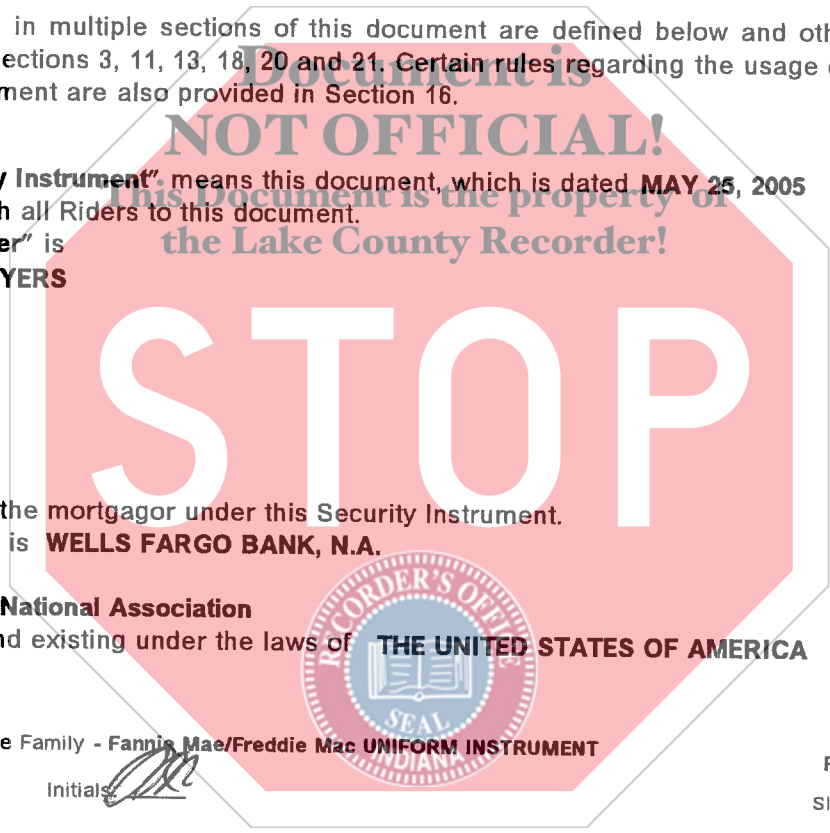 in multiple sections of this document are defined below and oth
ections 3, 11, 13, 18, 20 and 21. Certain rules regarding the usage
ment are also provided in Section 16.
Document is
NOT OFFICIAL!
This Document is the property of
the Lake County Recorder!
y Instrument" means this document, which is dated MAY 25, 2005
h all Riders to this document.
er" is
YERS
STOP
the mortgagor under this Security Instrument.
is WELLS FARGO BANK, N.A.
National Association
nd existing under the laws of THE UNITED STATES OF AMERICA
RECORDER'S OFFICE
SEAL
INDIANA
e Family - Fannie Mae/Freddie Mac UNIFORM INSTRUMENT
Initials: